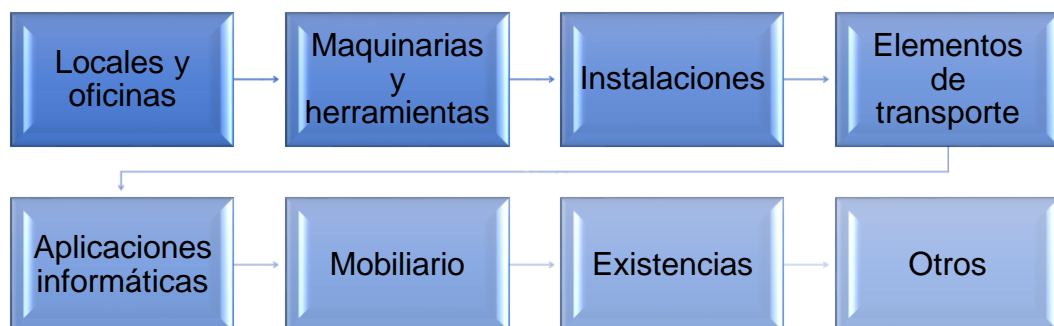 Locales y
oficinas
Maquinarias
y
herramientas
Instalaciones
Elementos
de
transporte
Aplicaciones
informáticas
Mobiliario
Existencias
Otros